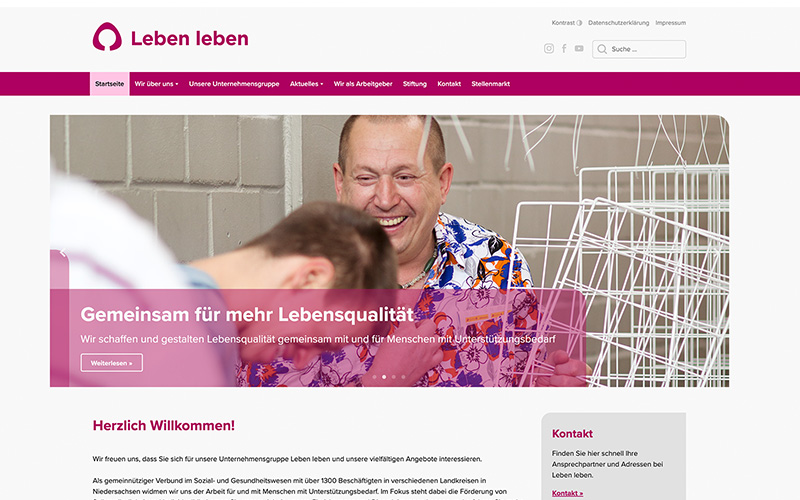 Kontrast Datenschutzerklärung Impressum
Leben leben
Suche ...
Startseite Wir über uns Unsere Unternehmensgruppe Aktuelles Wir als Arbeitgeber Stiftung Kontakt Stellenmarkt
Gemeinsam für mehr Lebensqualität
Wir schaffen und gestalten Lebensqualität gemeinsam mit und für Menschen mit Unterstützungsbedarf
Weiterlesen »
Herzlich Willkommen!
Wir freuen uns, dass Sie sich für unsere Unternehmensgruppe Leben leben und unsere vielfältigen Angebote interessieren.
Als gemeinnütziger Verbund im Sozial- und Gesundheitswesen mit über 1300 Beschäftigten in verschiedenen Landkreisen in
Niedersachsen widmen wir uns der Arbeit für und mit Menschen mit Unterstützungsbedarf. Im Fokus steht dabei die Förderung von
Kontakt
Finden Sie hier schnell Ihre
Ansprechpartner und Adressen bei
Leben leben.
Kontakt »